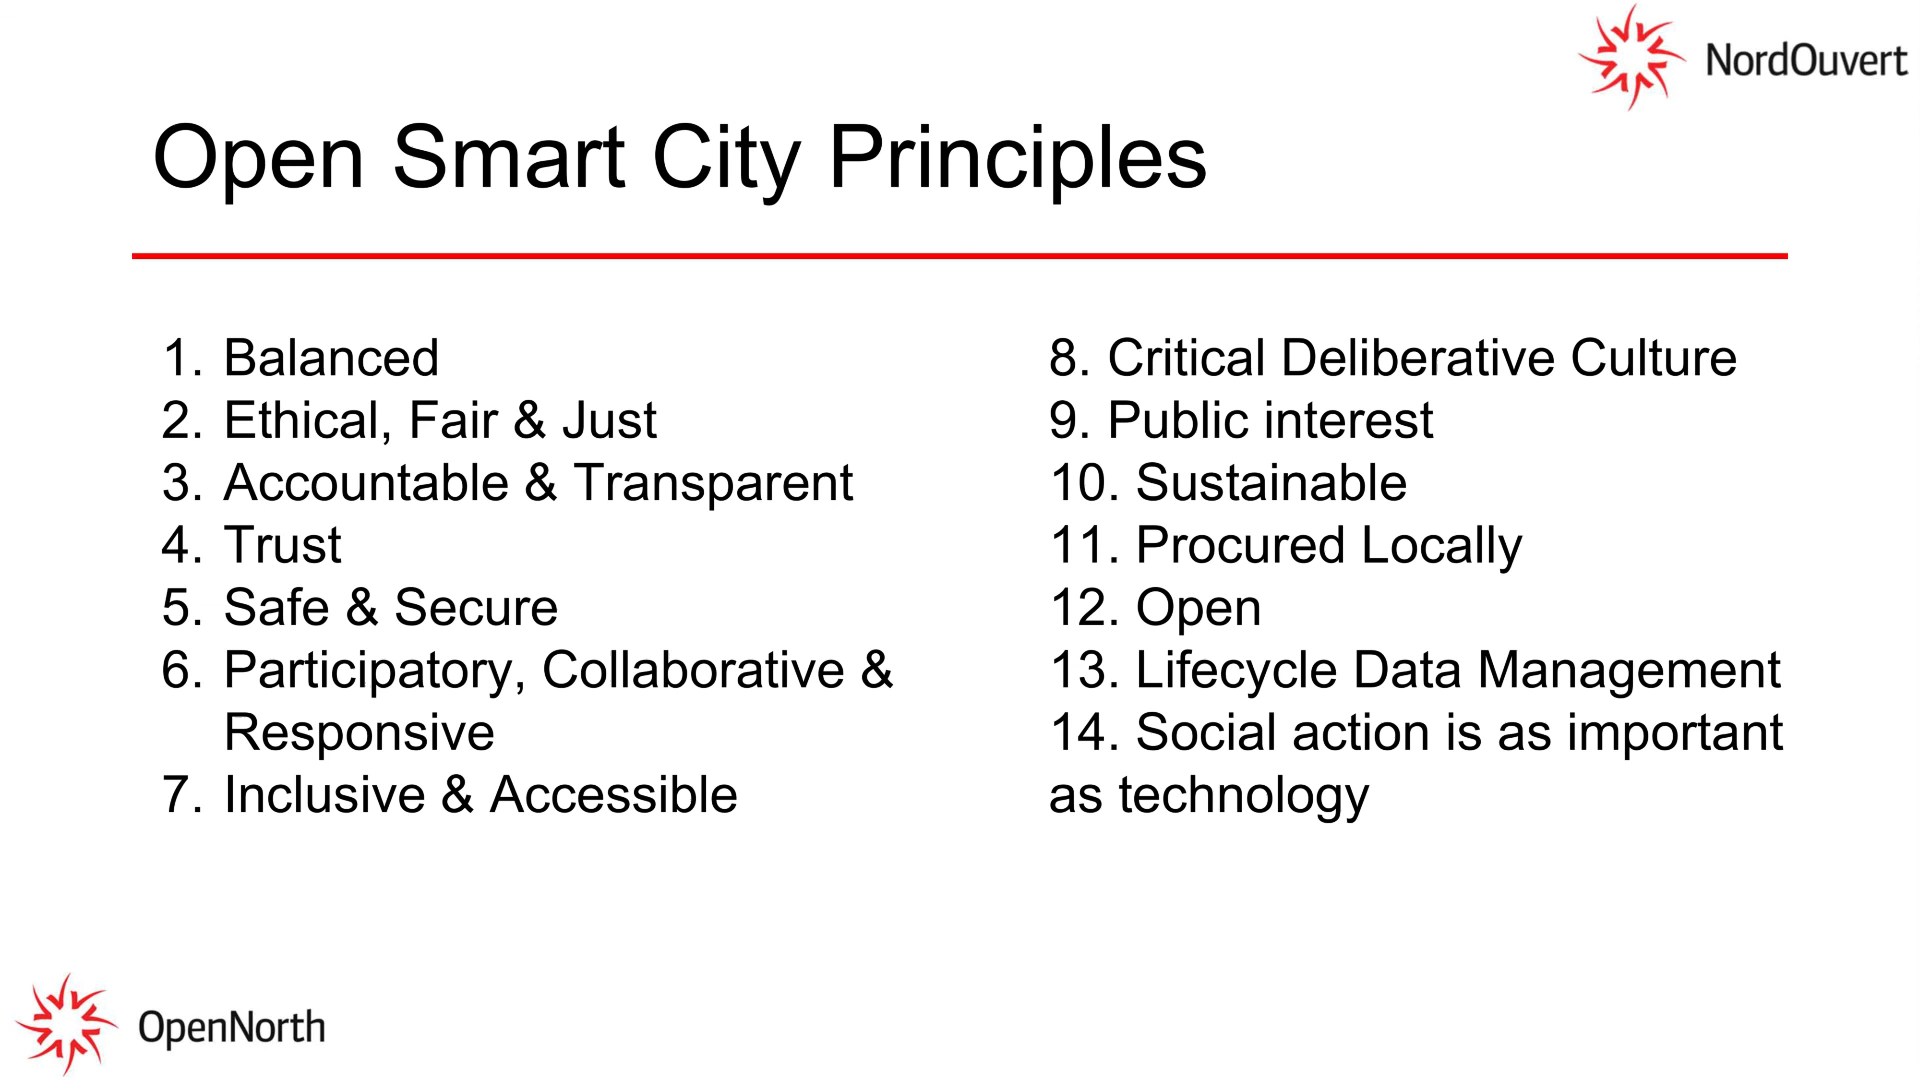 NordOuvert
Open Smart City Principles
1. Balanced
2. Ethical, Fair & Just
3. Accountable & Transparent
4. Trust
5. Safe & Secure
6. Participatory, Collaborative &
Responsive
7. Inclusive & Accessible
8. Critical Deliberative Culture
9. Public interest
10. Sustainable
11. Procured Locally
12. Open
13. Lifecycle Data Management
14. Social action is as important
as technology
OpenNorth